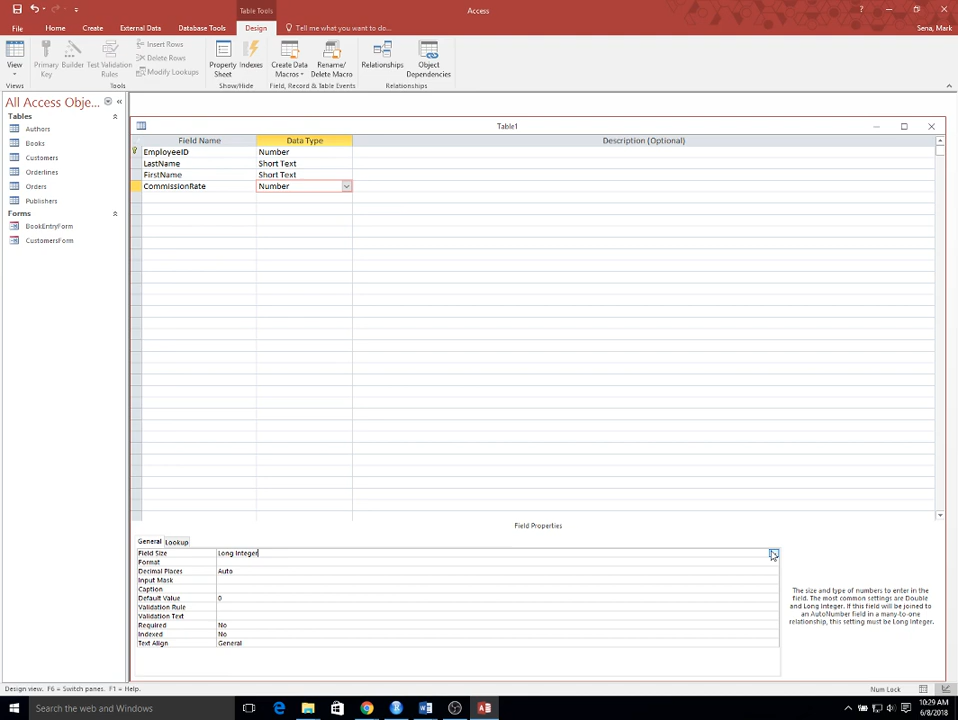 Table Tools
Access
Sena, Mark
File
Home
Create
External Data
Database Tools
Design
Tell me what you want to do...
View
Primary Key
Builder
Test Validation Rules
Insert Rows
Delete Rows
Modify Lookups
Property Sheet
Indexes
Create Data Macros
Rename/ Delete Macro
Relationships
Object Dependencies
Views
Tools
Show/Hide
Field, Record & Table Events
Relationships
All Access Obje...
Tables
Authors
Books
Customers
Orderlines
Orders
Publishers
Forms
BookEntryForm
CustomersForm
Table1
Field Name Data Type Description (Optional)
EmployeeID Number
LastName Short Text
FirstName Short Text
CommissionRate Number
Field Properties
General Lookup
Field Size Long Integer
Format
Decimal Places Auto
Input Mask
Caption
Default Value 0
Validation Rule
Validation Text
Required No
Indexed No
Text Align General
The size and type of numbers to enter in the
field. The most common settings are Double
and Long Integer. If this field will be joined to
an AutoNumber field in a many-to-one
relationship, this setting must be Long Integer.
Design view. F6 = Switch panes. F1 = Help.
Num Lock
Search the web and Windows
10:29 AM
6/8/2018